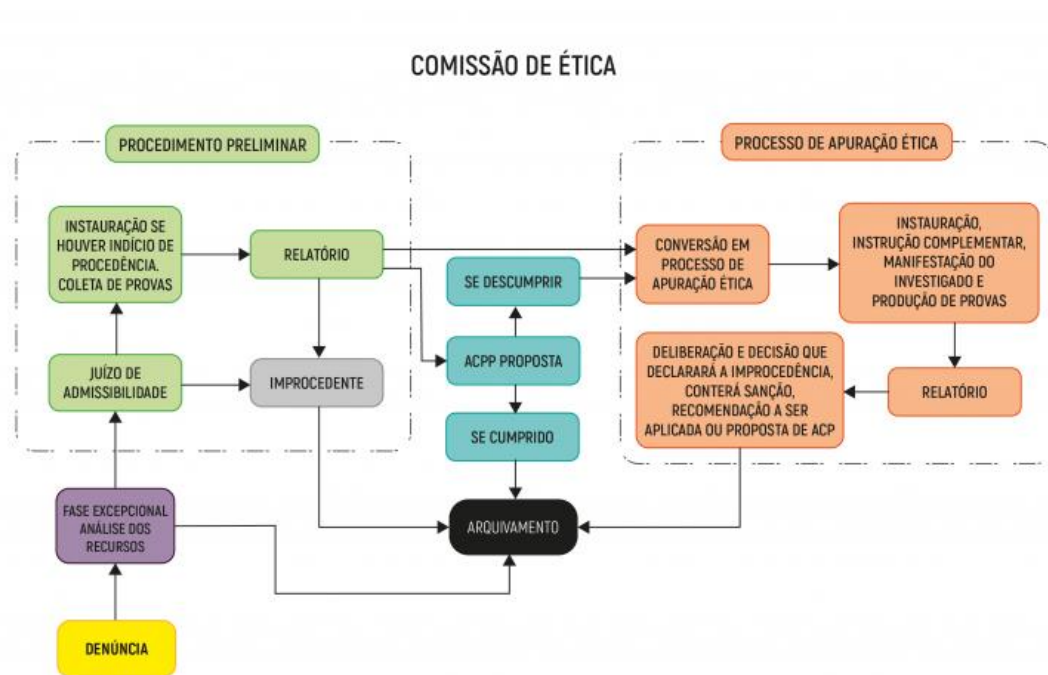 COMISSÃO DE ÉTICA
PROCEDIMENTO PRELIMINAR
PROCESSO DE APURAÇÃO ÉTICA
INSTAURAÇÃO SE
HOUVER INDÍCIO DE
PROCEDÊNCIA.
COLETA DE PROVAS
RELATÓRIO
SE DESCUMPRIR
CONVERSÃO EM
PROCESSO DE
APURAÇÃO ÉTICA
INSTAURAÇÃO,
INSTRUÇÃO COMPLEMENTAR,
MANIFESTAÇÃO DO
INVESTIGADO E
PRODUÇÃO DE PROVAS
JUÍZO DE
ADMISSIBILIDADE
IMPROCEDENTE
ACPP PROPOSTA
DELIBERAÇÃO E DECISÃO QUE
DECLARARÁ A IMPROCEDÊNCIA,
CONTERÁ SANÇÃO,
RECOMENDAÇÃO A SER
APLICADA OU PROPOSTA DE ACP
RELATÓRIO
SE CUMPRIDO
FASE EXCEPCIONAL
ANÁLISE DOS
RECURSOS
ARQUIVAMENTO
DENÚNCIA